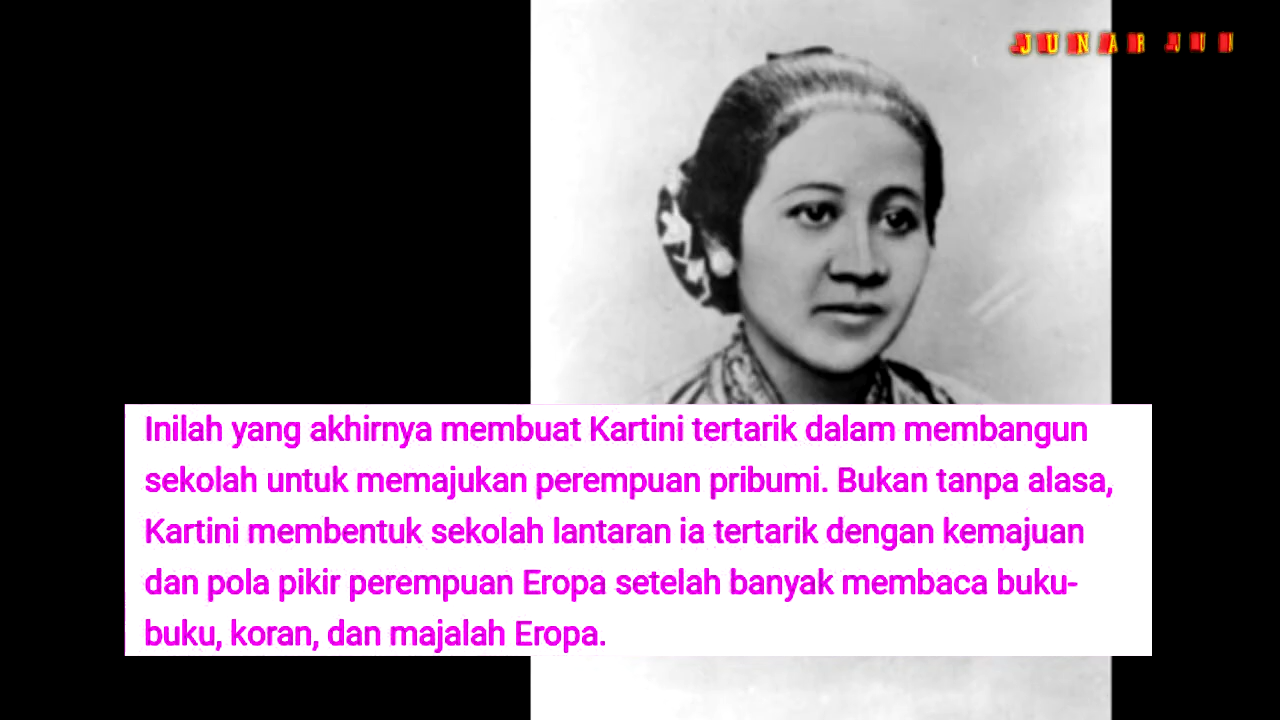 JUNAR JUN
Inilah yang akhirnya membuat Kartini tertarik dalam membangun
sekolah untuk memajukan perempuan pribumi. Bukan tanpa alasa,
Kartini membentuk sekolah lantaran ia tertarik dengan kemajuan
dan pola pikir perempuan Eropa setelah banyak membaca buku-
buku, koran, dan majalah Eropa.